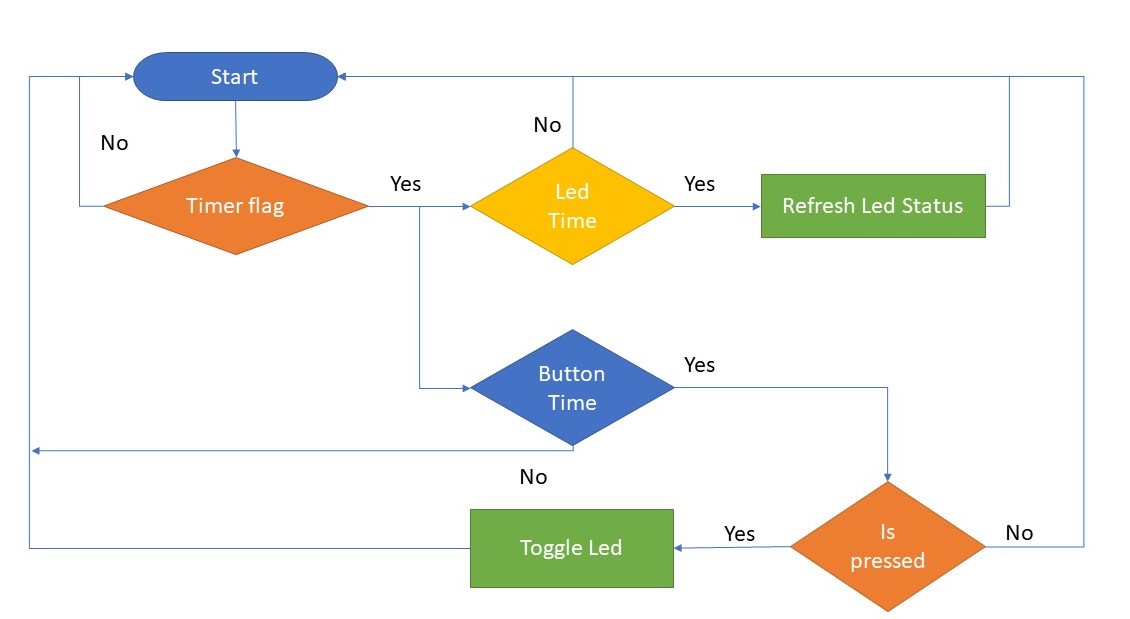 Start
No
No
Timer flag
Yes
Led
Time
Yes
Refresh Led Status
Button
Time
Yes
No
Toggle Led
Yes
Is
pressed
No